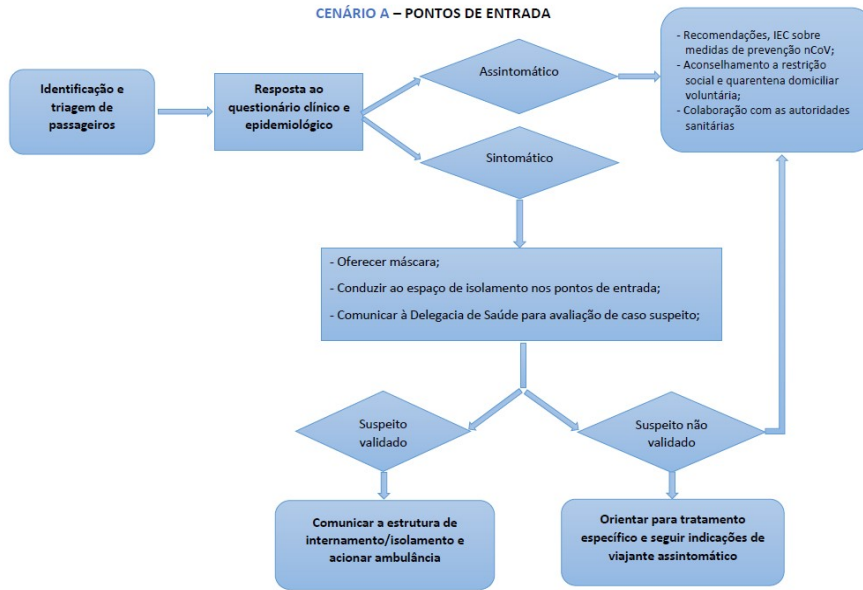 CENÁRIO A – PONTOS DE ENTRADA
Identificação e
triagem de
passageiros
Resposta ao
questionário clínico e
epidemiológico
Assintomático
- Recomendações, IEC sobre
medidas de prevenção nCoV;
- Aconselhamento a restrição
social e quarentena domiciliar
voluntária;
- Colaboração com as autoridades
sanitárias
Sintomático
- Oferecer máscara;
- Conduzir ao espaço de isolamento nos pontos de entrada;
- Comunicar à Delegacia de Saúde para avaliação de caso suspeito;
Suspeito
validado
Suspeito não
validado
Comunicar a estrutura de
internamento/isolamento e
acionar ambulância
Orientar para tratamento
específico e seguir indicações de
viajante assintomático